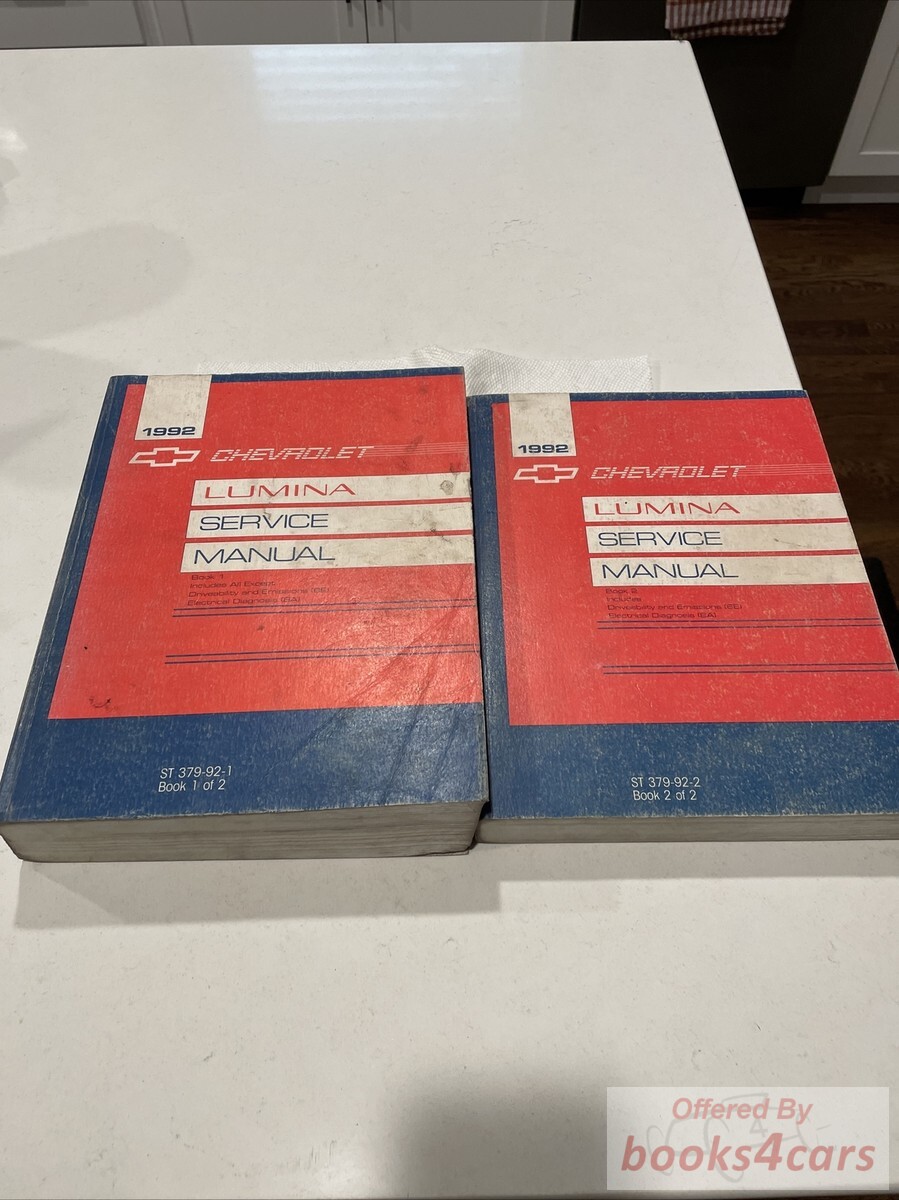 1992
CHEVROLET
LUMINA
SERVICE
MANUAL
Book 1
Includes All Except
Driveability and Emissions (6E)
Electrical Diagnosis (8A)
ST 379-92-1
Book 1 of 2
1992
CHEVROLET
LUMINA
SERVICE
MANUAL
Book 2
Includes
Driveability and Emissions (6E)
Electrical Diagnosis (8A)
ST 379-92-2
Book 2 of 2
Offered By
books4cars